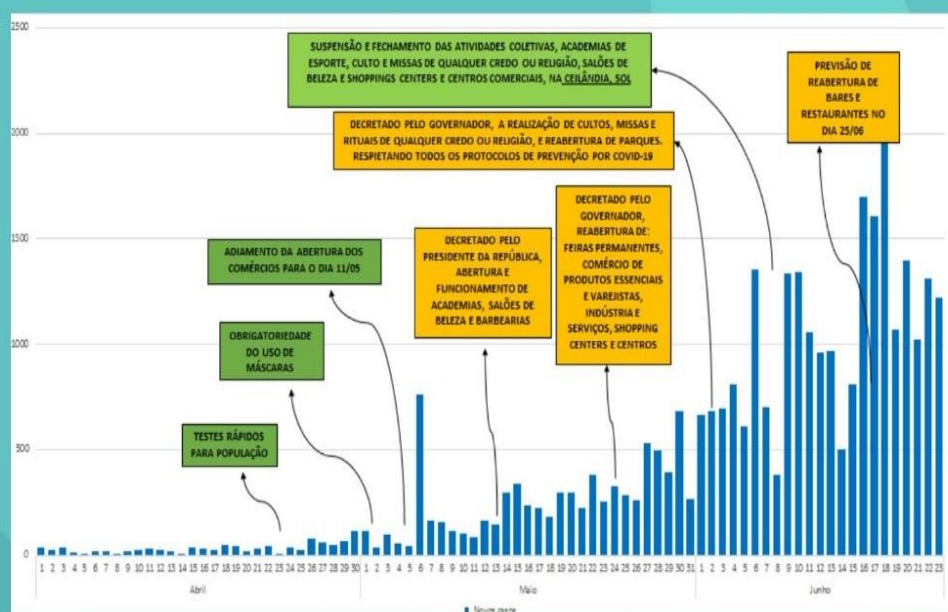 2500
2000
1500
1000
500
0
SUSPENSÃO E FECHAMENTO DAS ATIVIDADES COLETIVAS, ACADEMIAS DE
ESPORTE, CULTO E MISSAS DE QUALQUER CREDO OU RELIGIÃO, SALÕES DE
BELEZA E SHOPPINGS CENTERS E CENTROS COMERCIAIS, NA CEILÂNDIA, SOL
PREVISÃO DE
REABERTURA DE
BARES E
RESTAURANTES NO
DIA 25/06
DECRETADO PELO GOVERNADOR, A REALIZAÇÃO DE CULTOS, MISSAS E
RITUAIS DE QUALQUER CREDO OU RELIGIÃO, E REABERTURA DE PARQUES.
RESPIETANDO TODOS OS PROTOCOLOS DE PREVENÇÃO POR COVID-19
DECRETADO PELO
GOVERNADOR,
REABERTURA DE:
FEIRAS PERMANENTES,
COMÉRCIO DE
PRODUTOS ESSENCIAIS
E VAREJISTAS,
INDÚSTRIA E
SERVIÇOS, SHOPPING
CENTERS E CENTROS
DECRETADO PELO
PRESIDENTE DA REPÚBLICA,
ABERTURA E
FUNCIONAMENTO DE
ACADEMIAS, SALÕES DE
BELEZA E BARBEARIAS
ADIAMENTO DA ABERTURA DOS
COMÉRCIOS PARA O DIA 11/05
OBRIGATORIEDADE
DO USO DE
MÁSCARAS
TESTES RÁPIDOS
PARA POPULAÇÃO
1 2 3 4 5 6 7 8 9 10 11 12 13 14 15 16 17 18 19 20 21 22 23 24 25 26 27 28 29 30 1 2 3 4 5 6 7 8 9 10 11 12 13 14 15 16 17 18 19 20 21 22 23 24 25 26 27 28 29 30 31 1 2 3 4 5 6 7 8 9 10 11 12 13 14 15 16 17 18 19 20 21 22 23
Abril Maio Junho